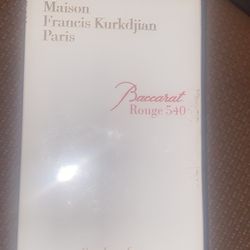 Maison
Francis Kurkdjian
Paris
Baccarat
Rouge 540